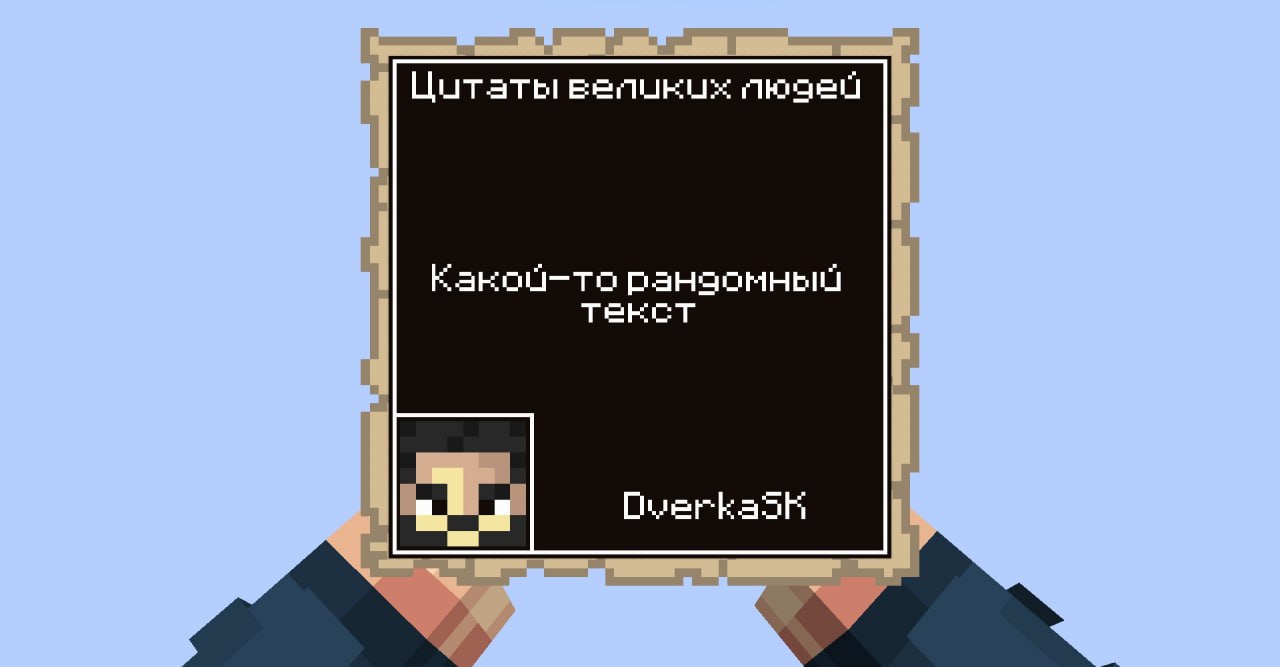 Цитаты великих людей
Какой-то рандомный
текст
DverkaSK